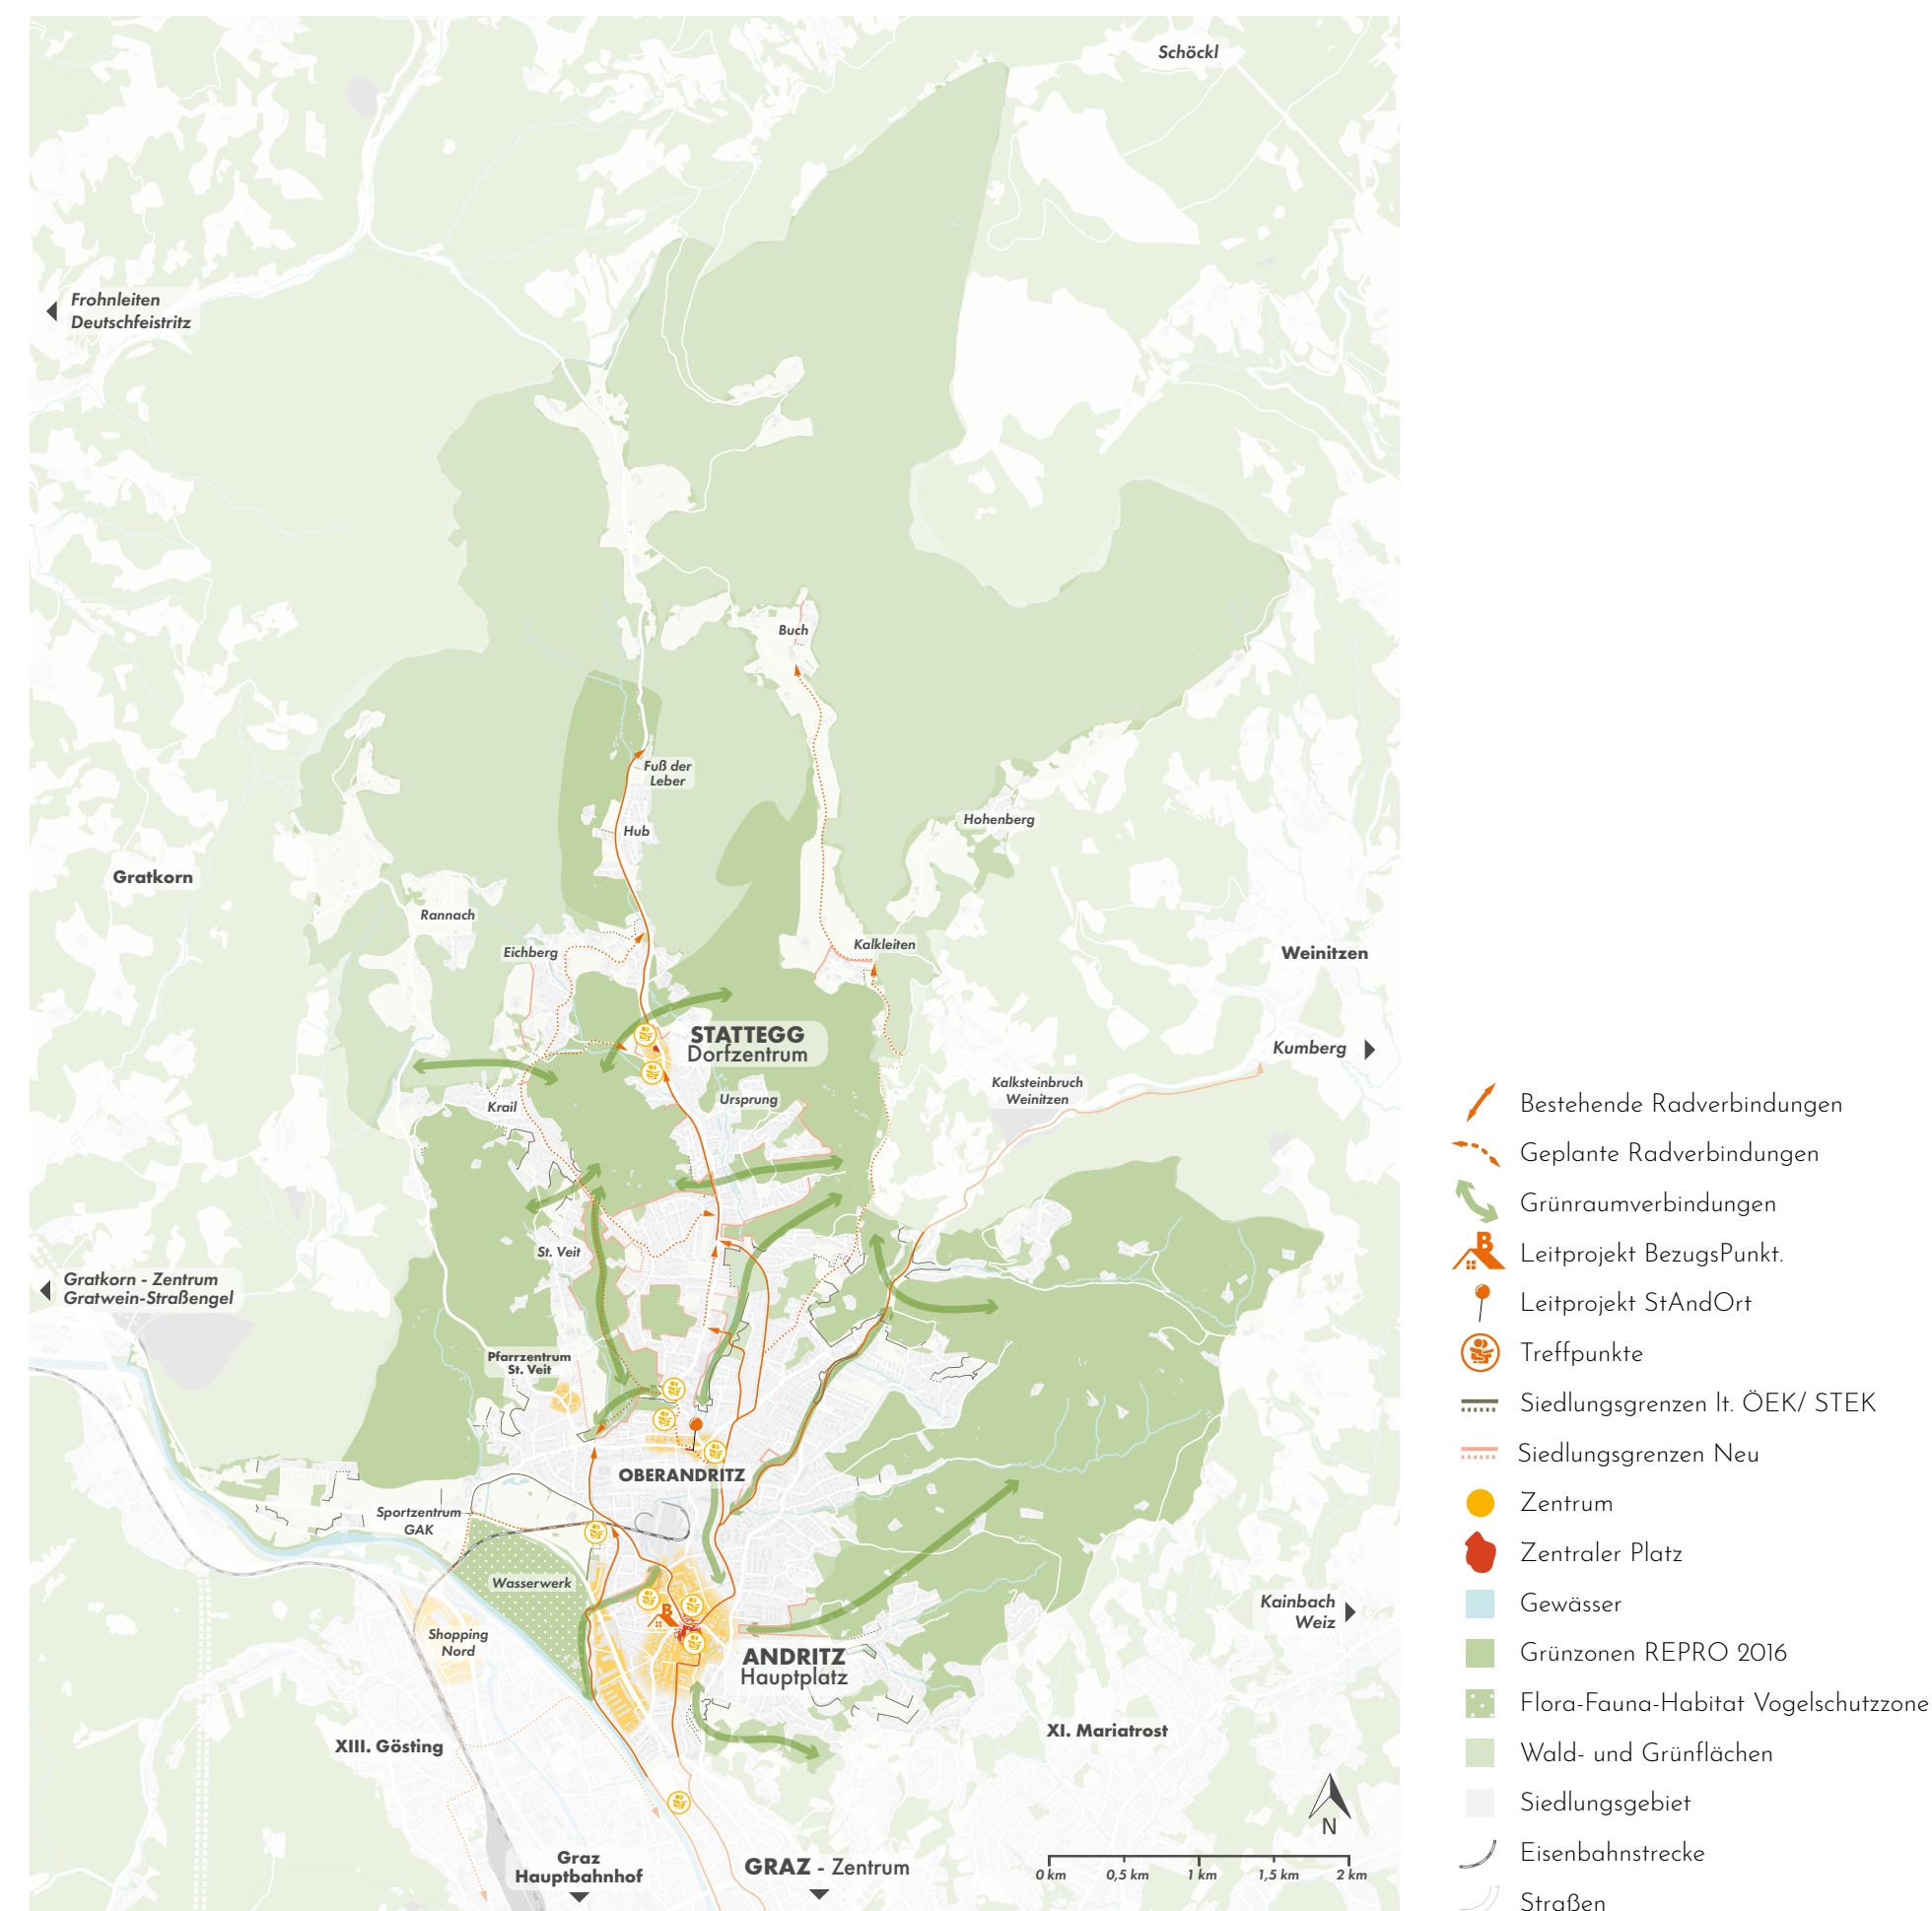 Schöckl
Frohnleiten
Deutschfeistritz
Buch
Fuß der
Leber
Hub
Hohenberg
Gratkorn
Rannach
Eichberg
Kalkleiten
Weinitzen
STATTEGG
Dorfzentrum
Kumberg
Kalksteinbruch
Weinitzen
Krail
Ursprung
St. Veit
Gratkorn - Zentrum
Gratwein-Straßengel
Pfarrzentrum
St. Veit
OBERANDRITZ
Sportzentrum
GAK
Wasserwerk
B
Shopping
Nord
Kainbach
Weiz
ANDRITZ
Hauptplatz
XIII. Gösting
XI. Mariatrost
N
Graz
Hauptbahnhof
GRAZ - Zentrum
0 km 0,5 km 1 km 1,5 km 2 km
Bestehende Radverbindungen
Geplante Radverbindungen
Grünraumverbindungen
B
Leitprojekt BezugsPunkt.
Leitprojekt StAndOrt
Treffpunkte
Siedlungsgrenzen lt. ÖEK/ STEK
Siedlungsgrenzen Neu
Zentrum
Zentraler Platz
Gewässer
Grünzonen REPRO 2016
Flora-Fauna-Habitat Vogelschutzzone
Wald- und Grünflächen
Siedlungsgebiet
Eisenbahnstrecke
Straßen